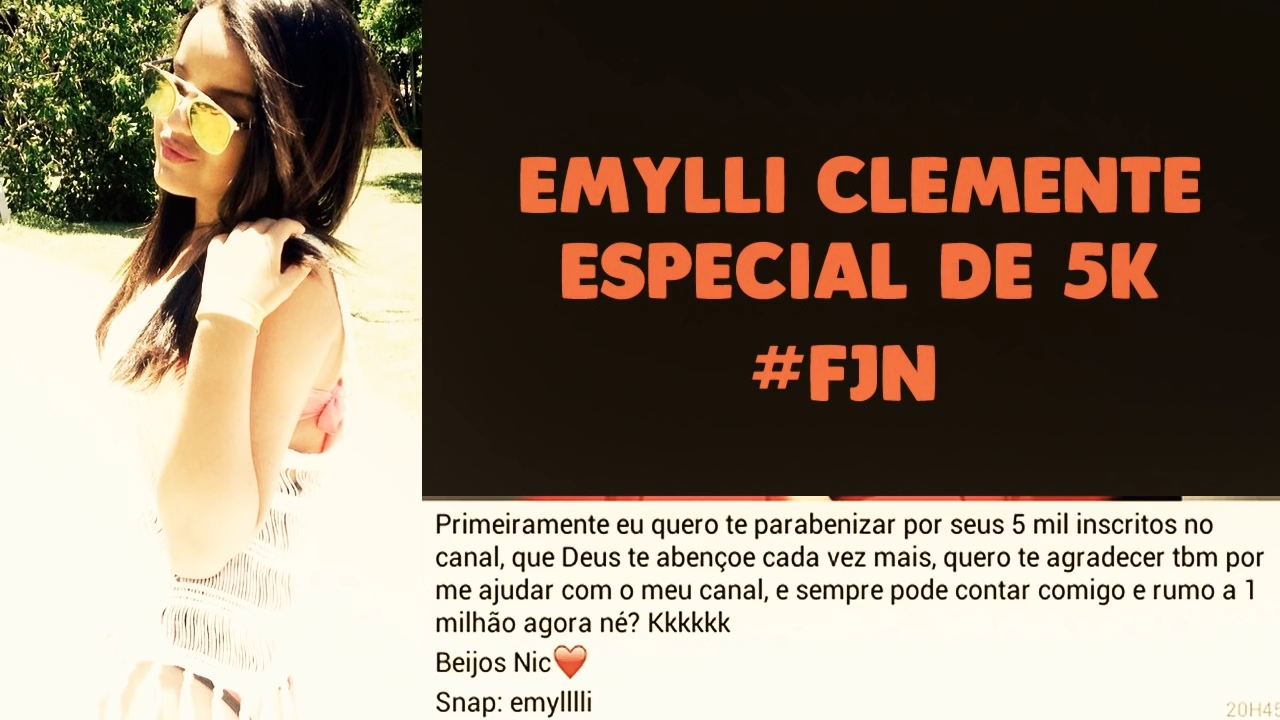 EMYLLI CLEMENTE
ESPECIAL DE 5K
#FJN
Primeiramente eu quero te parabenizar por seus 5 mil inscritos no
canal, que Deus te abençoe cada vez mais, quero te agradecer tbm por
me ajudar com o meu canal, e sempre pode contar comigo e rumo a 1
milhão agora né? Kkkkkk
Beijos Nic❤️
Snap: emylllli
20H45